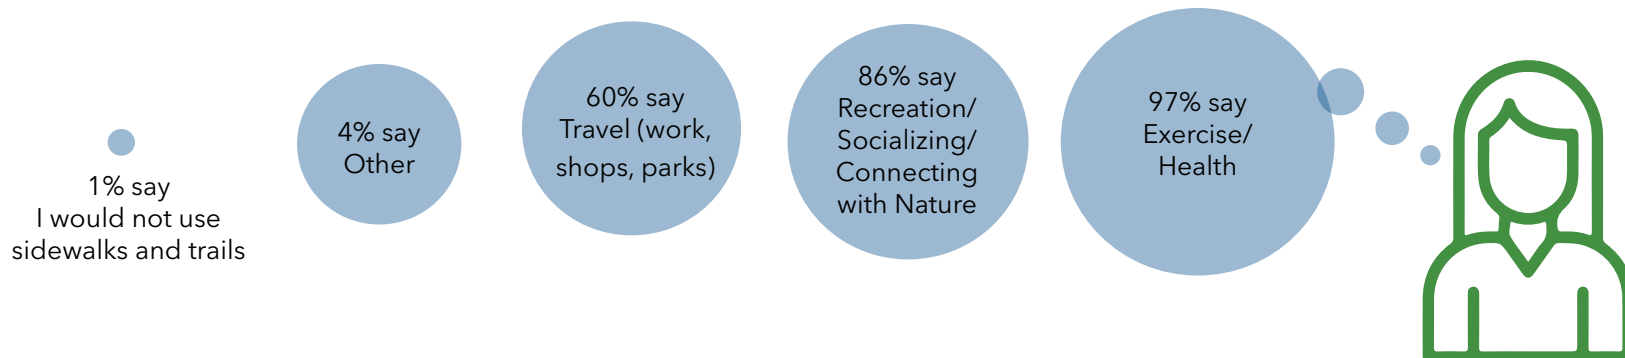 1% say
I would not use
sidewalks and trails
4% say
Other
60% say
Travel (work,
shops, parks)
86% say
Recreation/
Socializing/
Connecting
with Nature
97% say
Exercise/
Health